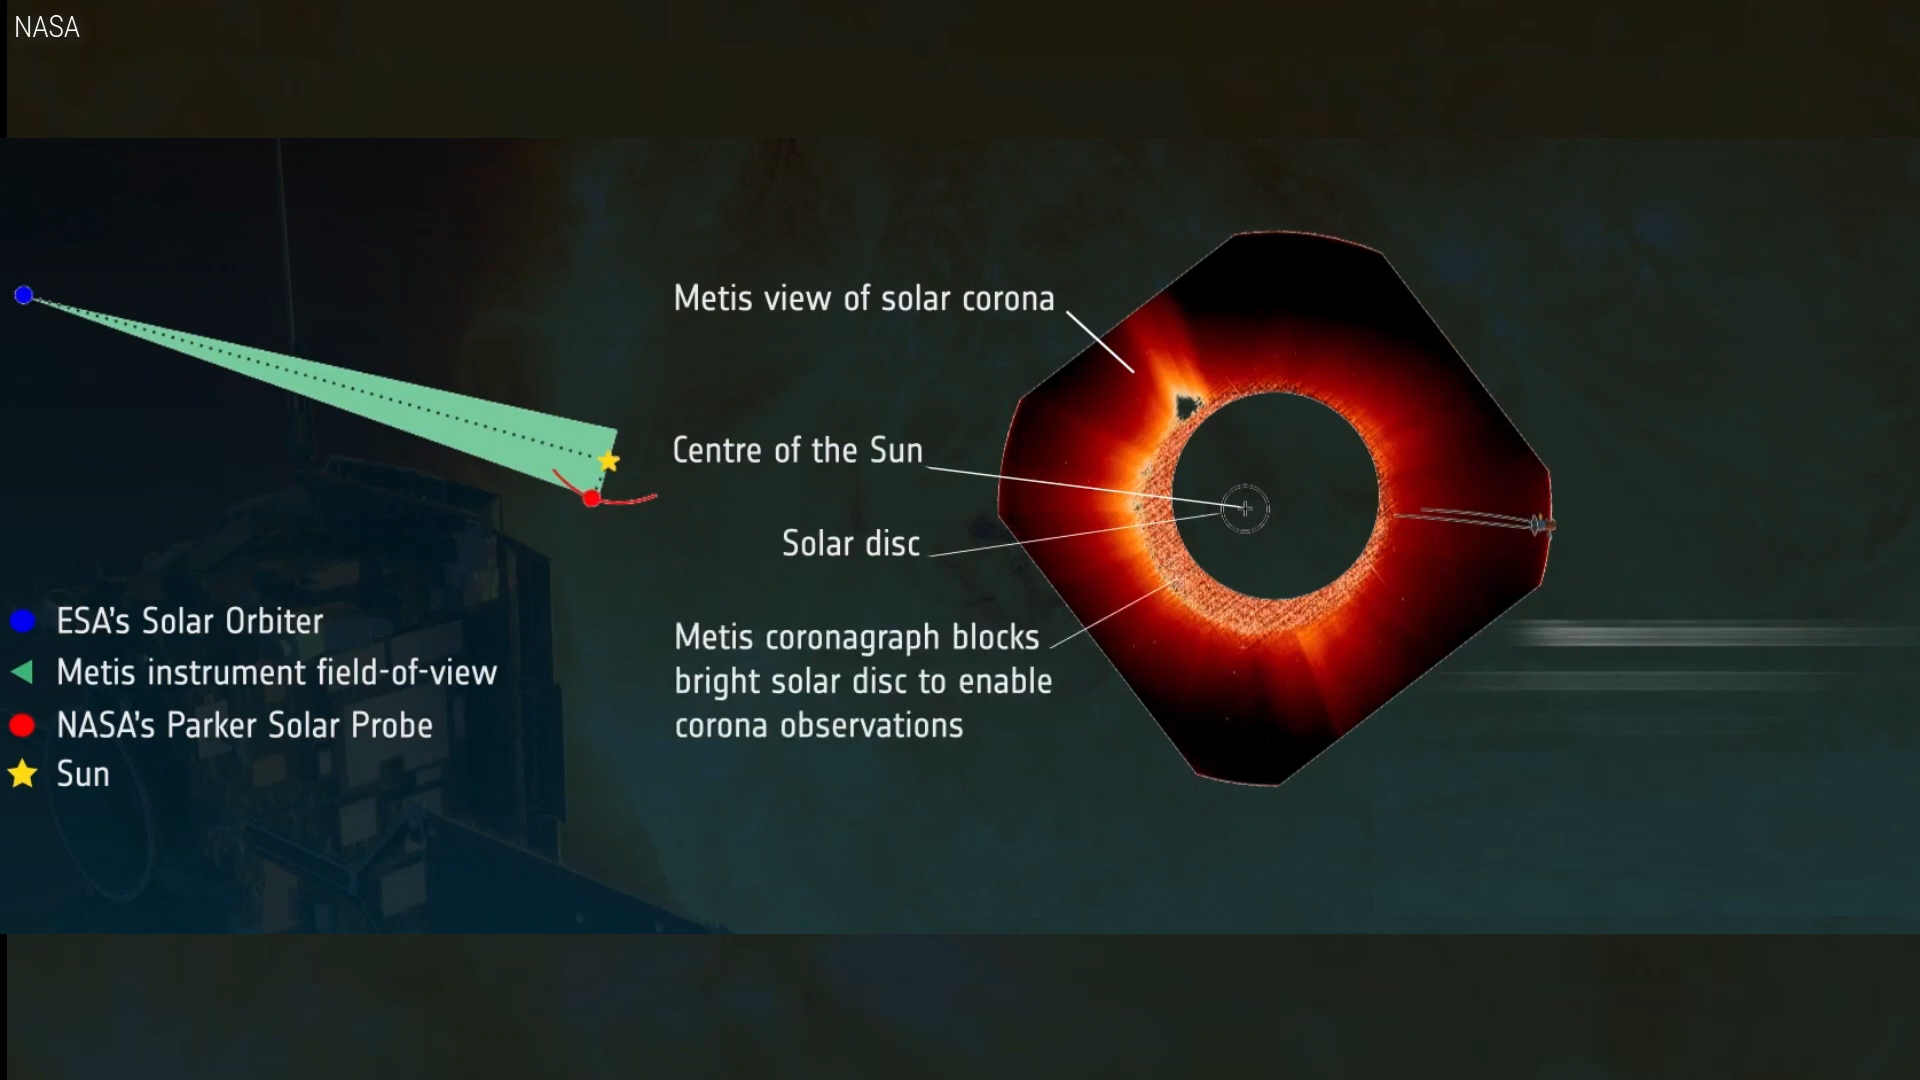 NASA
Metis view of solar corona
Centre of the Sun
Solar disc
Metis coronagraph blocks
bright solar disc to enable
corona observations
ESA's Solar Orbiter
Metis instrument field-of-view
NASA's Parker Solar Probe
Sun